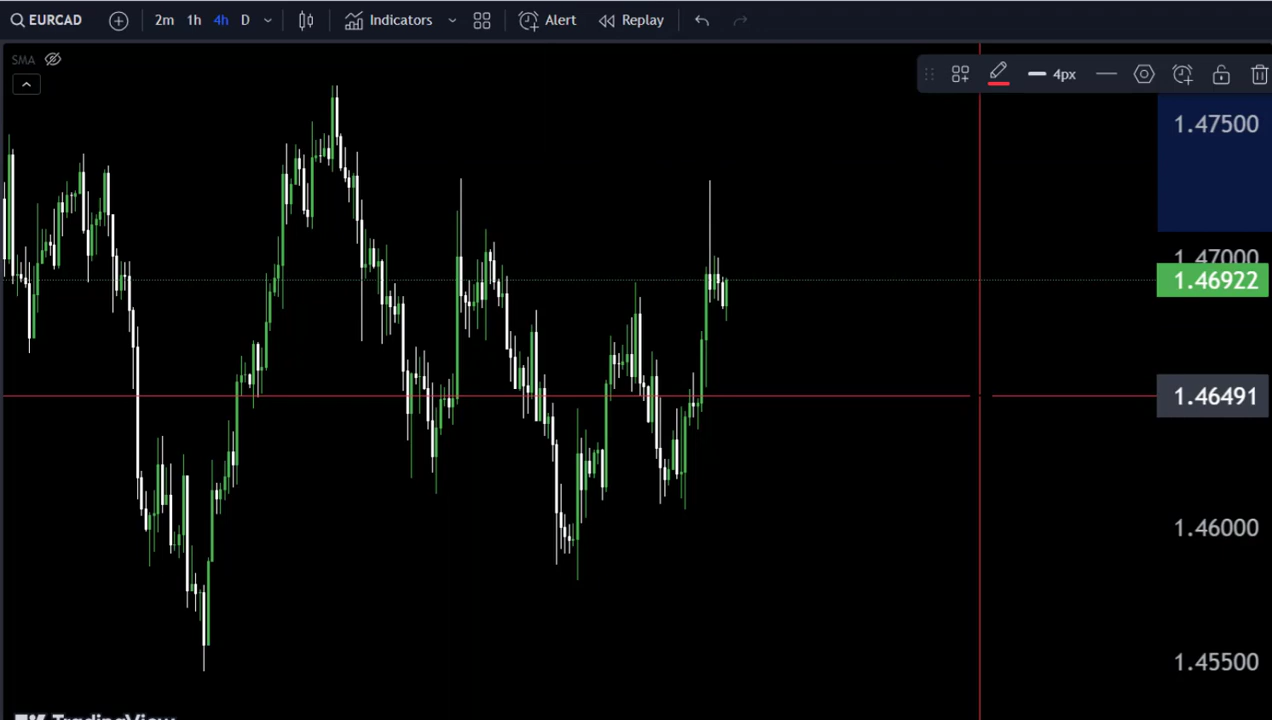 EURCAD 2m 1h 4h D Indicators Alert Replay
SMA
4px
1.47500
1.47000
1.46922
1.46491
1.46000
1.45500
TradingView